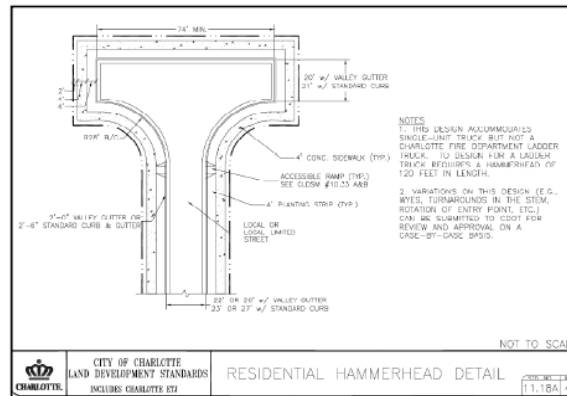 74' MIN.
20' w/ VALLEY GUTTER
21' w/ STANDARD CURB
R26' B/C
4' CONC. SIDEWALK (TYP.)
ACCESSIBLE RAMP (TYP.)
SEE CLDSM #10.33 A&B
4' PLANTING STRIP (TYP.)
2'-0" VALLEY GUTTER OR
2'-6" STANDARD CURB & GUTTER
LOCAL OR
LOCAL LIMITED
STREET
22' OR 26' w/ VALLEY GUTTER
23' OR 27' w/ STANDARD CURB
NOTES
1. THIS DESIGN ACCOMMODATES
SINGLE-UNIT TRUCK BUT NOT A
CHARLOTTE FIRE DEPARTMENT LADDER
TRUCK. TO DESIGN FOR A LADDER
TRUCK REQUIRES A HAMMERHEAD OF
120 FEET IN LENGTH.
2. VARIATIONS ON THIS DESIGN (E.G.,
WYES, TURNAROUNDS IN THE STEM,
ROTATION OF ENTRY POINT, ETC.)
CAN BE SUBMITTED TO CDOT FOR
REVIEW AND APPROVAL ON A
CASE-BY-CASE BASIS.
NOT TO SCAL
CHARLOTTE.
CITY OF CHARLOTTE
LAND DEVELOPMENT STANDARDS
INCLUDES CHARLOTTE ETJ
RESIDENTIAL HAMMERHEAD DETAIL
STD. NO.
11.18A